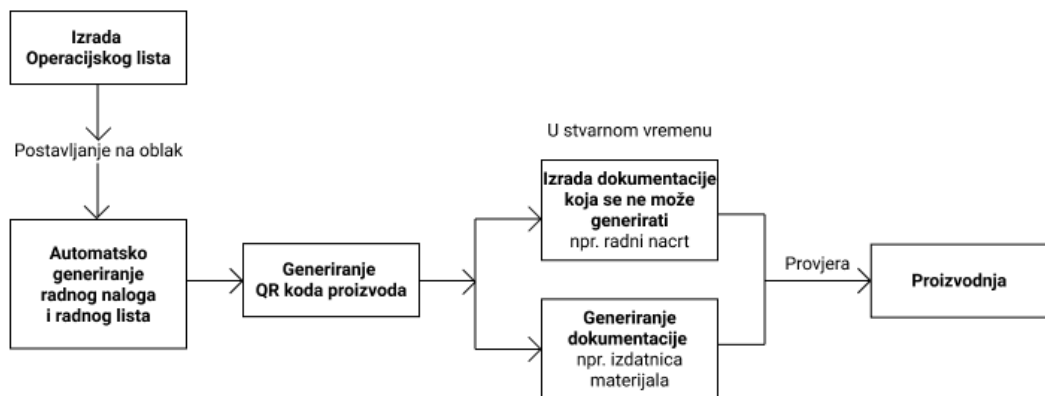 Izrada
Operacijskog lista
Postavljanje na oblak
Automatsko
generiranje
radnog naloga
i radnog lista
Generiranje
QR koda proizvoda
U stvarnom vremenu
Izrada dokumentacije
koja se ne može
generirati
npr. radni nacrt
Generiranje
dokumentacije
npr. izdatnica
materijala
Provjera
Proizvodnja